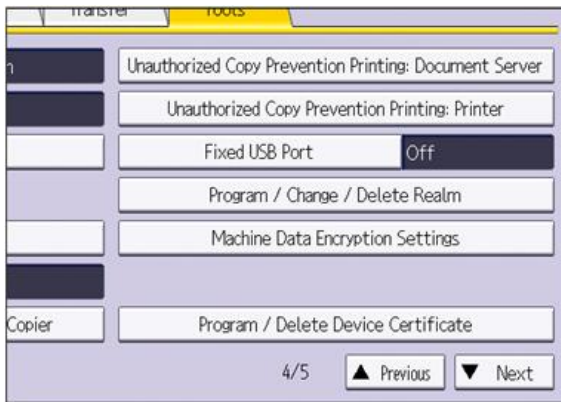 Transfer
Tools
n
Unauthorized Copy Prevention Printing: Document Server
Unauthorized Copy Prevention Printing: Printer
Fixed USB Port
Off
Program / Change / Delete Realm
Machine Data Encryption Settings
Copier
Program / Delete Device Certificate
4/5
▲ Previous
▼ Next